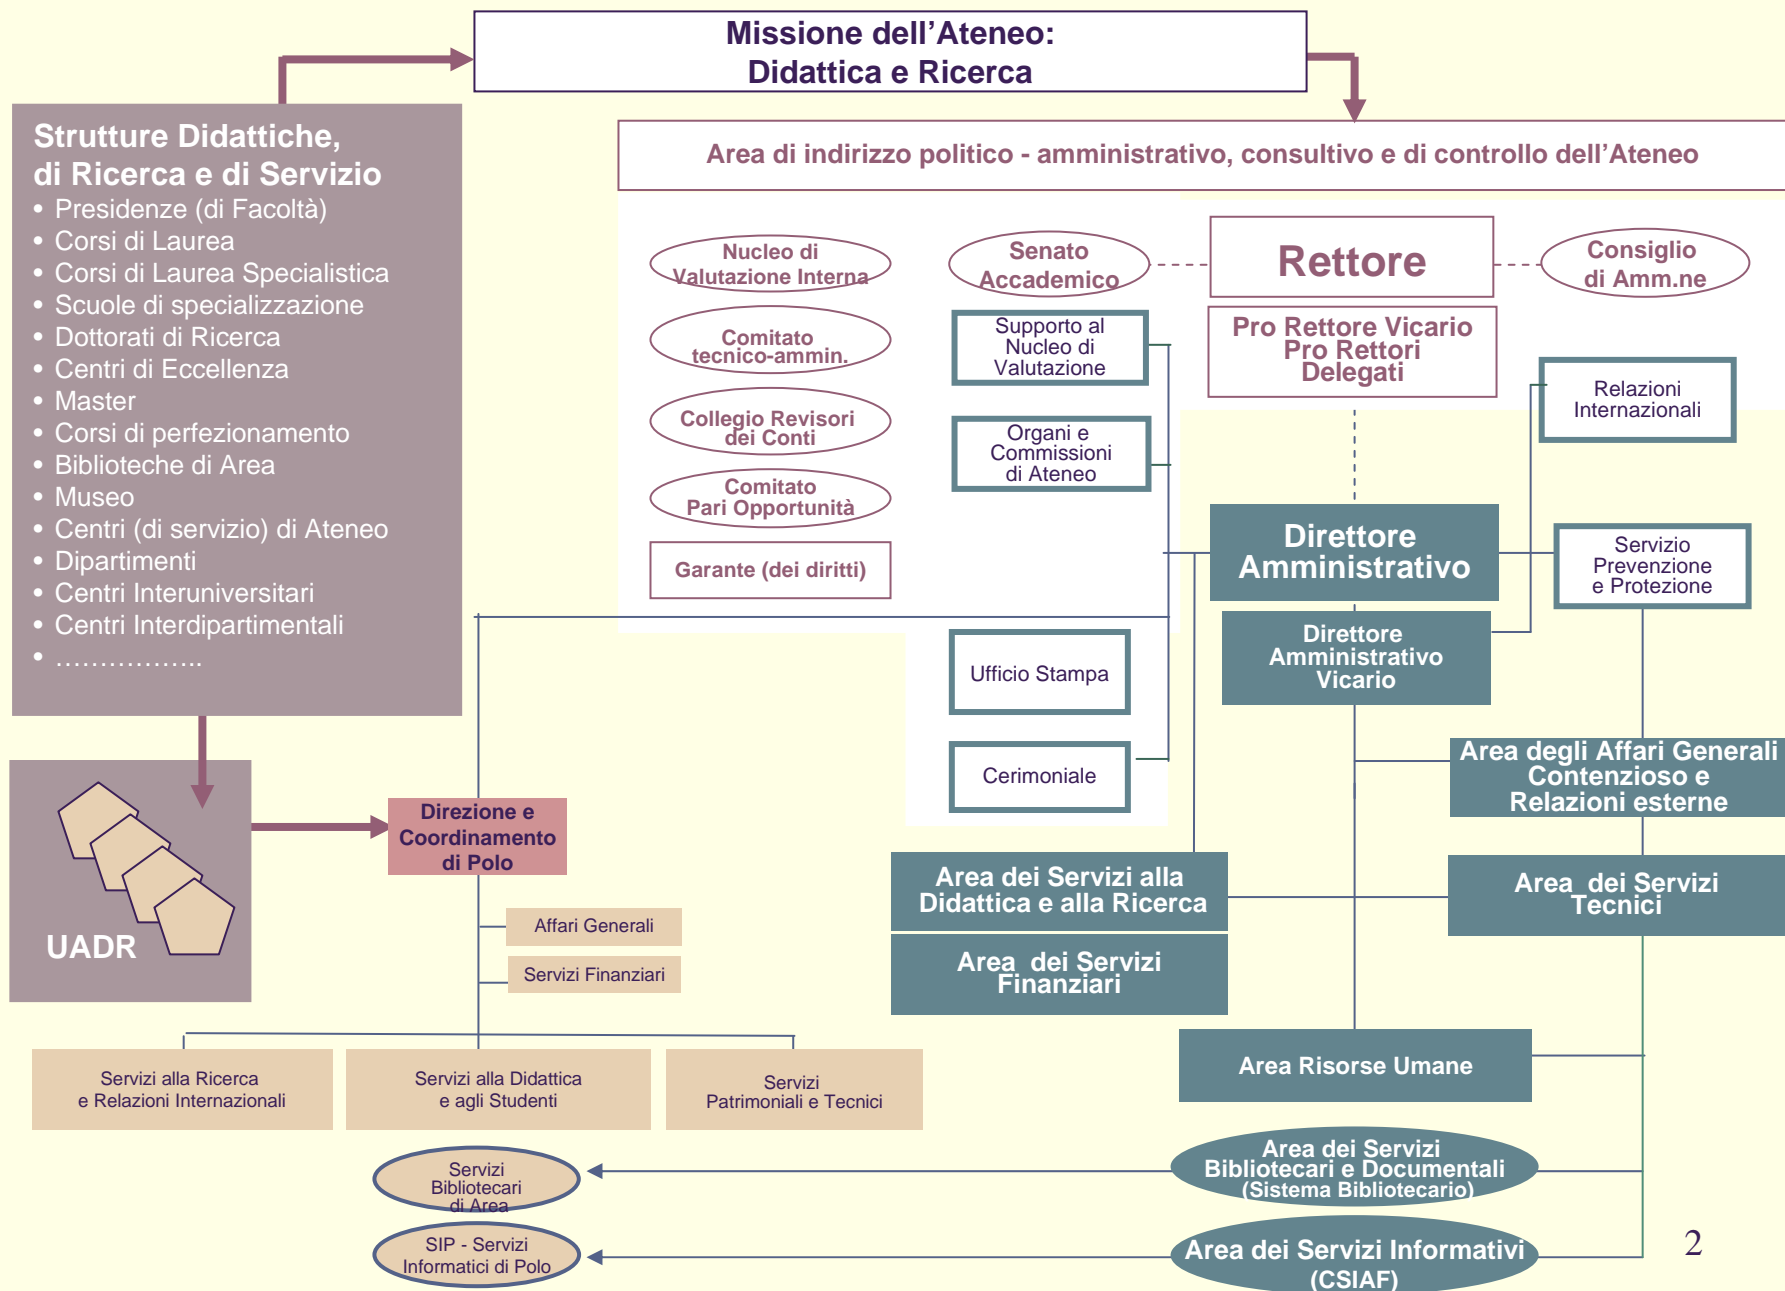 Missione dell’Ateneo:
Didattica e Ricerca
Strutture Didattiche,
di Ricerca e di Servizio
• Presidenze (di Facoltà)
• Corsi di Laurea
• Corsi di Laurea Specialistica
• Scuole di specializzazione
• Dottorati di Ricerca
• Centri di Eccellenza
• Master
• Corsi di perfezionamento
• Biblioteche di Area
• Museo
• Centri (di servizio) di Ateneo
• Dipartimenti
• Centri Interuniversitari
• Centri Interdipartimentali
• ……………..
Area di indirizzo politico - amministrativo, consultivo e di controllo dell’Ateneo
Nucleo di
Valutazione Interna
Comitato
tecnico-ammin.
Collegio Revisori
dei Conti
Comitato
Pari Opportunità
Garante (dei diritti)
Senato
Accademico
Rettore
Consiglio
di Amm.ne
Supporto al
Nucleo di
Valutazione
Pro Rettore Vicario
Pro Rettori
Delegati
Relazioni
Internazionali
Organi e
Commissioni
di Ateneo
Direttore
Amministrativo
Servizio
Prevenzione
e Protezione
Direttore
Amministrativo
Vicario
Ufficio Stampa
Cerimoniale
Area degli Affari Generali
Contenzioso e
Relazioni esterne
UADR
Direzione e
Coordinamento
di Polo
Area dei Servizi alla
Didattica e alla Ricerca
Area dei Servizi
Tecnici
Area dei Servizi
Finanziari
Affari Generali
Servizi Finanziari
Servizi alla Ricerca
e Relazioni Internazionali
Servizi alla Didattica
e agli Studenti
Servizi
Patrimoniali e Tecnici
Area Risorse Umane
Servizi
Bibliotecari
di Area
Area dei Servizi
Bibliotecari e Documentali
(Sistema Bibliotecario)
SIP - Servizi
Informatici di Polo
Area dei Servizi Informativi
(CSIAF)
2